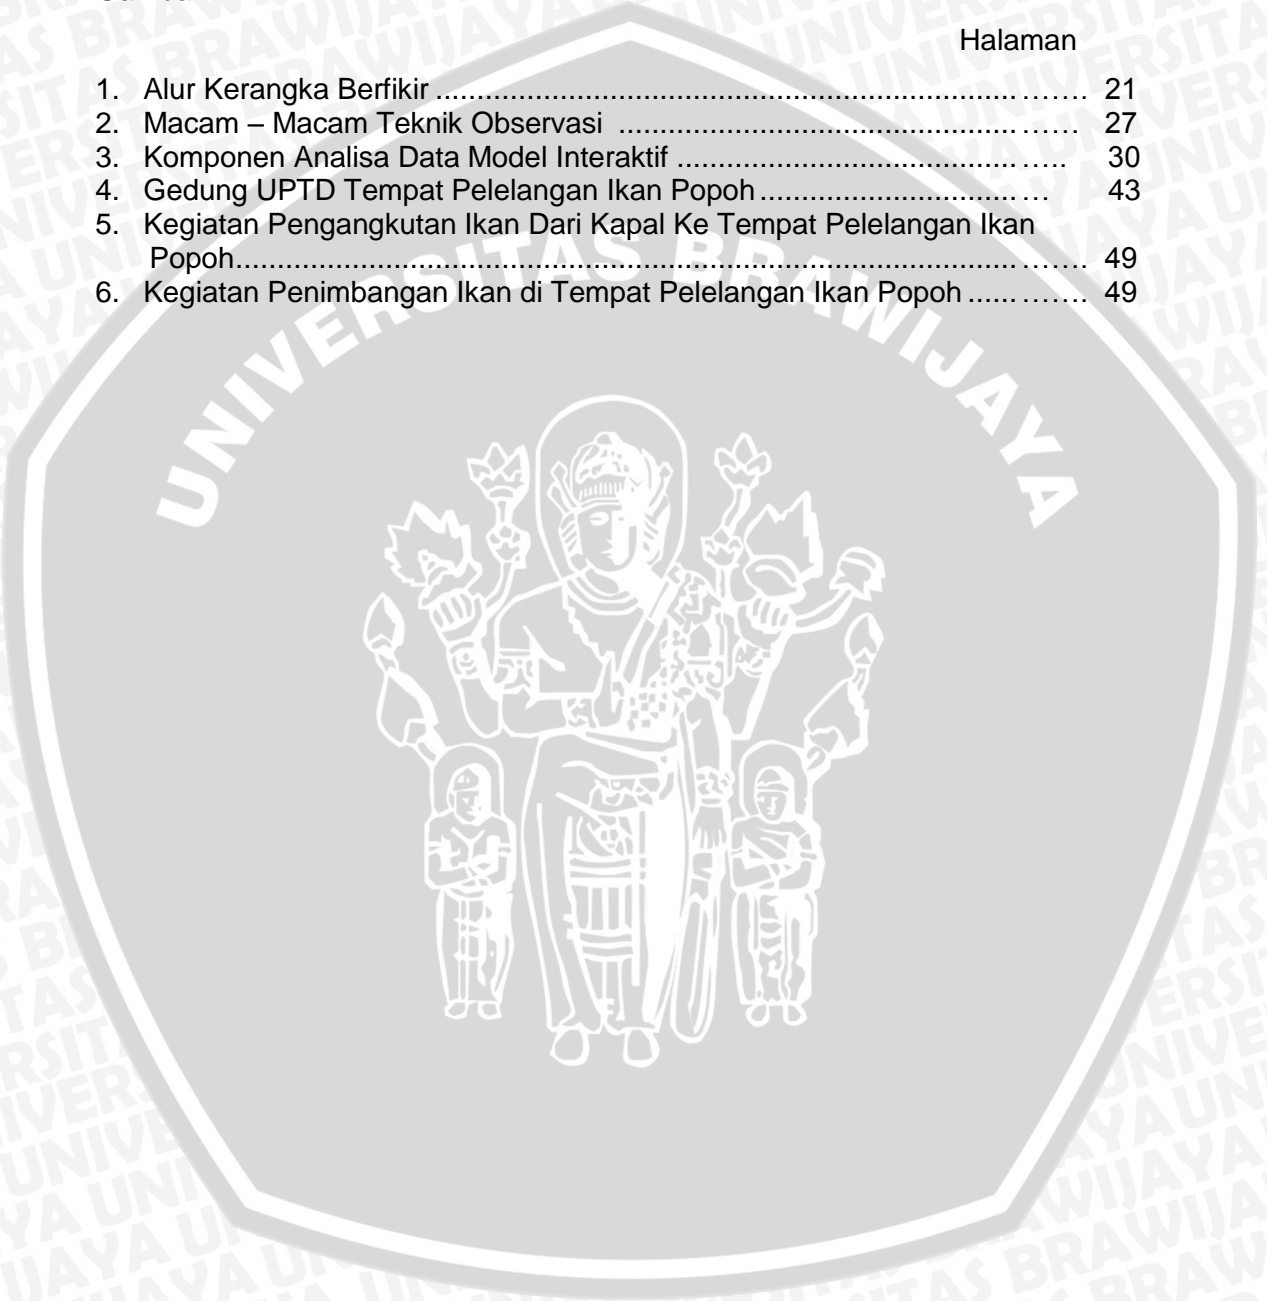 Halaman
1. Alur Kerangka Berfikir ........................................................................ 21
2. Macam – Macam Teknik Observasi .................................................. 27
3. Komponen Analisa Data Model Interaktif ........................................ 30
4. Gedung UPTD Tempat Pelelangan Ikan Popoh ............................... 43
5. Kegiatan Pengangkutan Ikan Dari Kapal Ke Tempat Pelelangan Ikan
Popoh ................................................................................................ 49
6. Kegiatan Penimbangan Ikan di Tempat Pelelangan Ikan Popoh ............. 49
UNIVERSITAS BRAWIJAYA